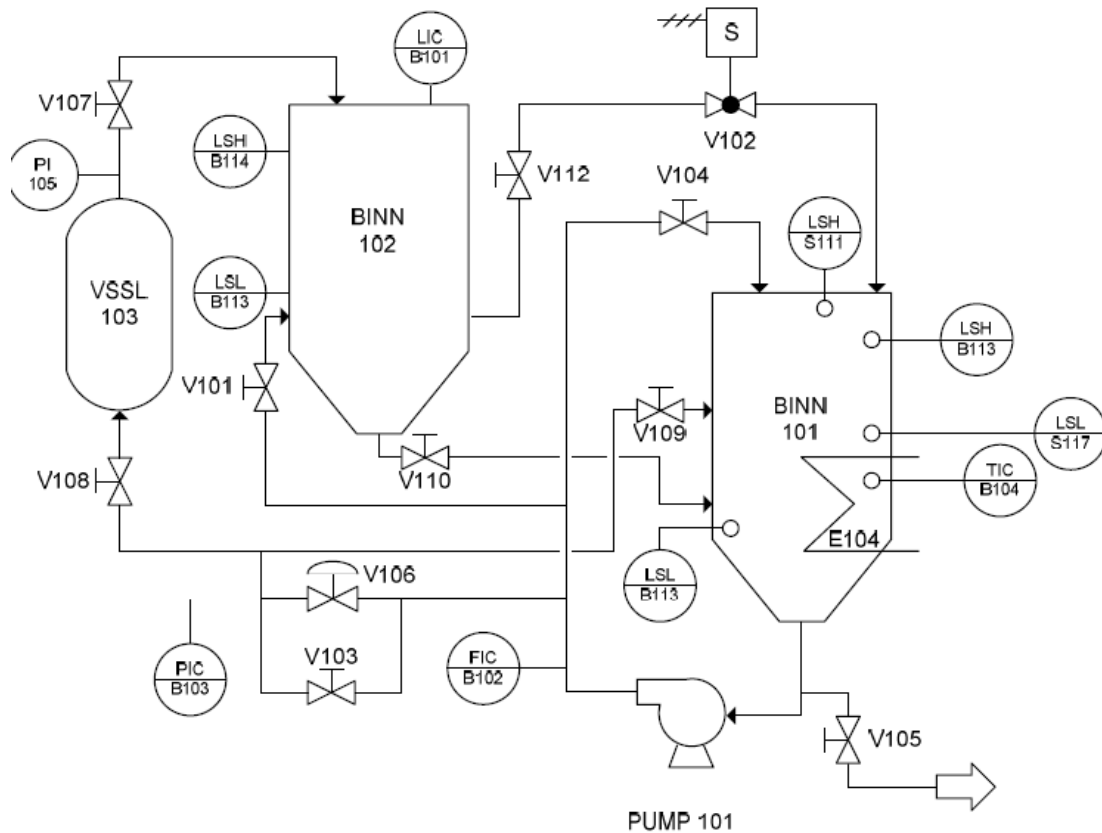 LIC
B101
S
V107
LSH
B114
V102
PI
105
V112
V104
BINN
102
LSH
S111
LSL
B113
VSSL
103
LSH
B113
V101
BINN
101
V109
LSL
S117
V108
V110
TIC
B104
E104
V106
LSL
B113
V103
PIC
B103
FIC
B102
V105
PUMP 101